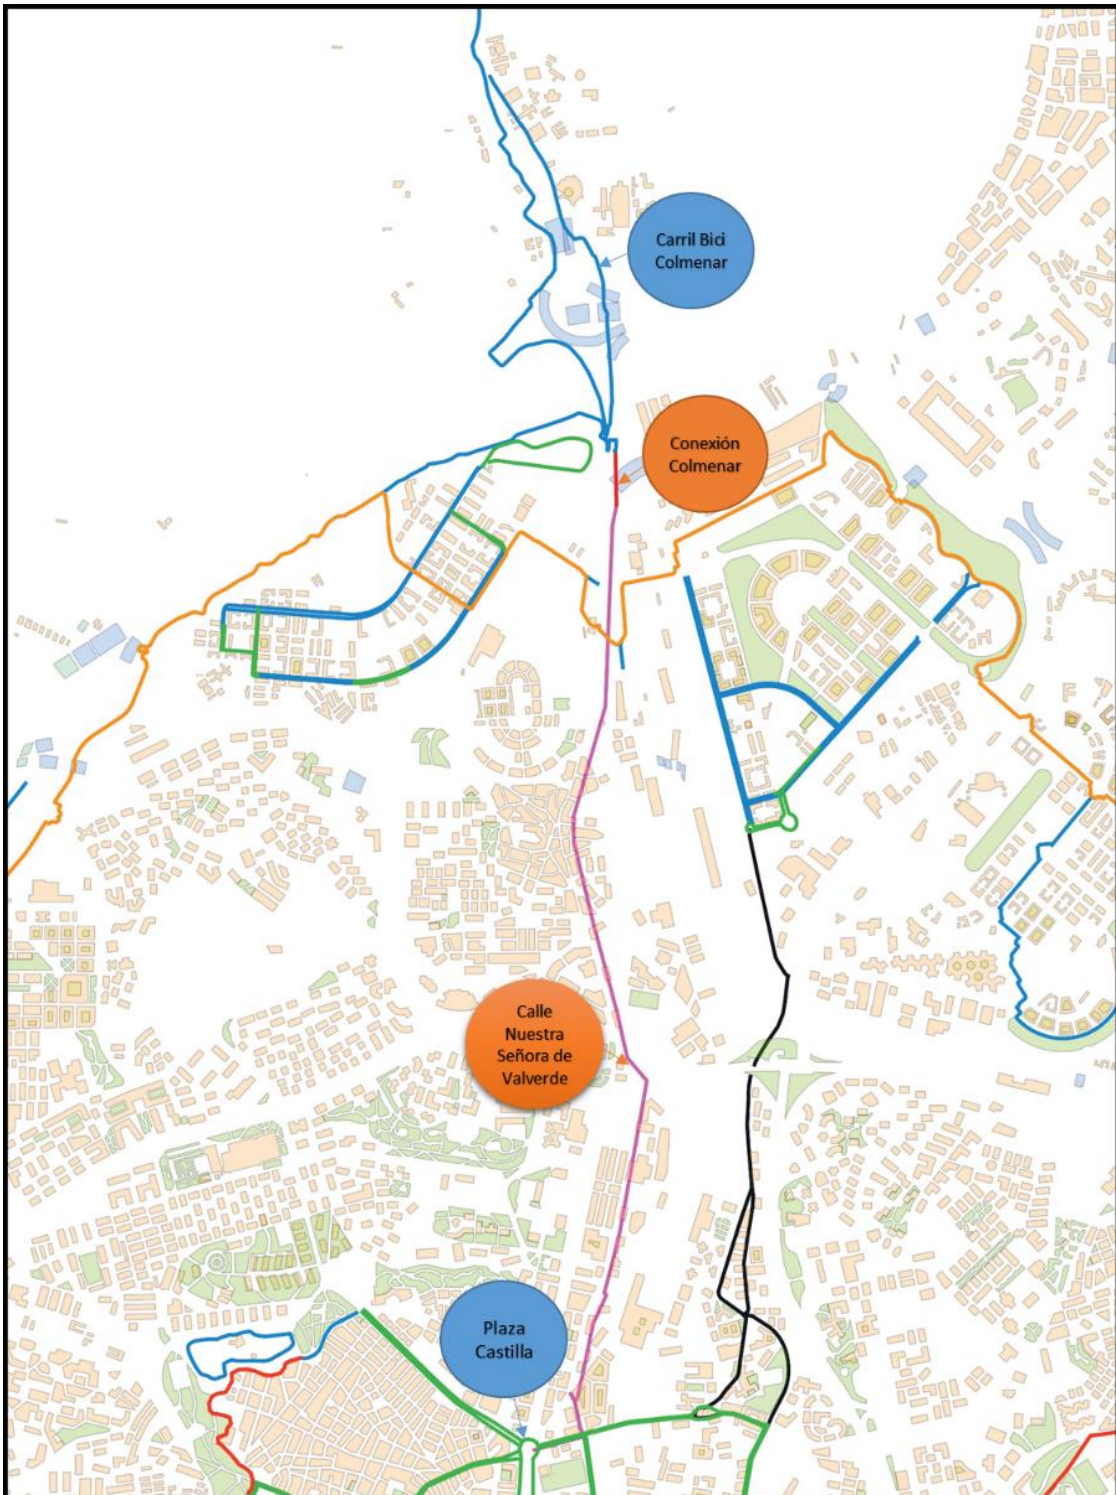 Carril Bici
Colmenar
Conexión
Colmenar
Calle
Nuestra
Señora de
Valverde
Plaza
Castilla